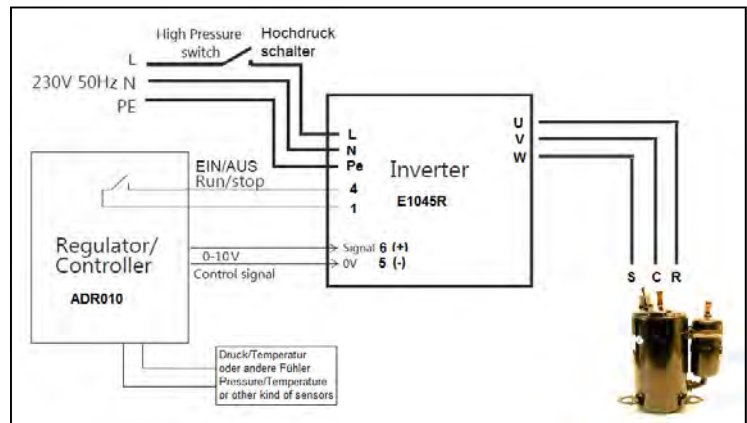 High Pressure
switch
Hochdruck
schalter
L
230V 50Hz N
PE
L
N
Pe
Inverter
E1045R
U
V
W
EIN/AUS
Run/stop
4
1
Regulator/
Controller
ADR010
0-10V
Control signal
Signal 6 (+)
0V 5 (-)
S C R
Druck/Temperatur
oder andere Fühler
Pressure/Temperature
or other kind of sensors